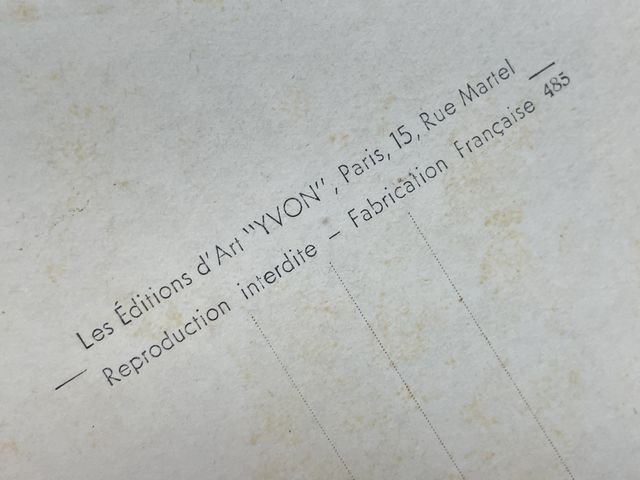 Les Éditions d'Art "YVON", Paris, 15, Rue Martel —
— Reproduction interdite — Fabrication Française 485